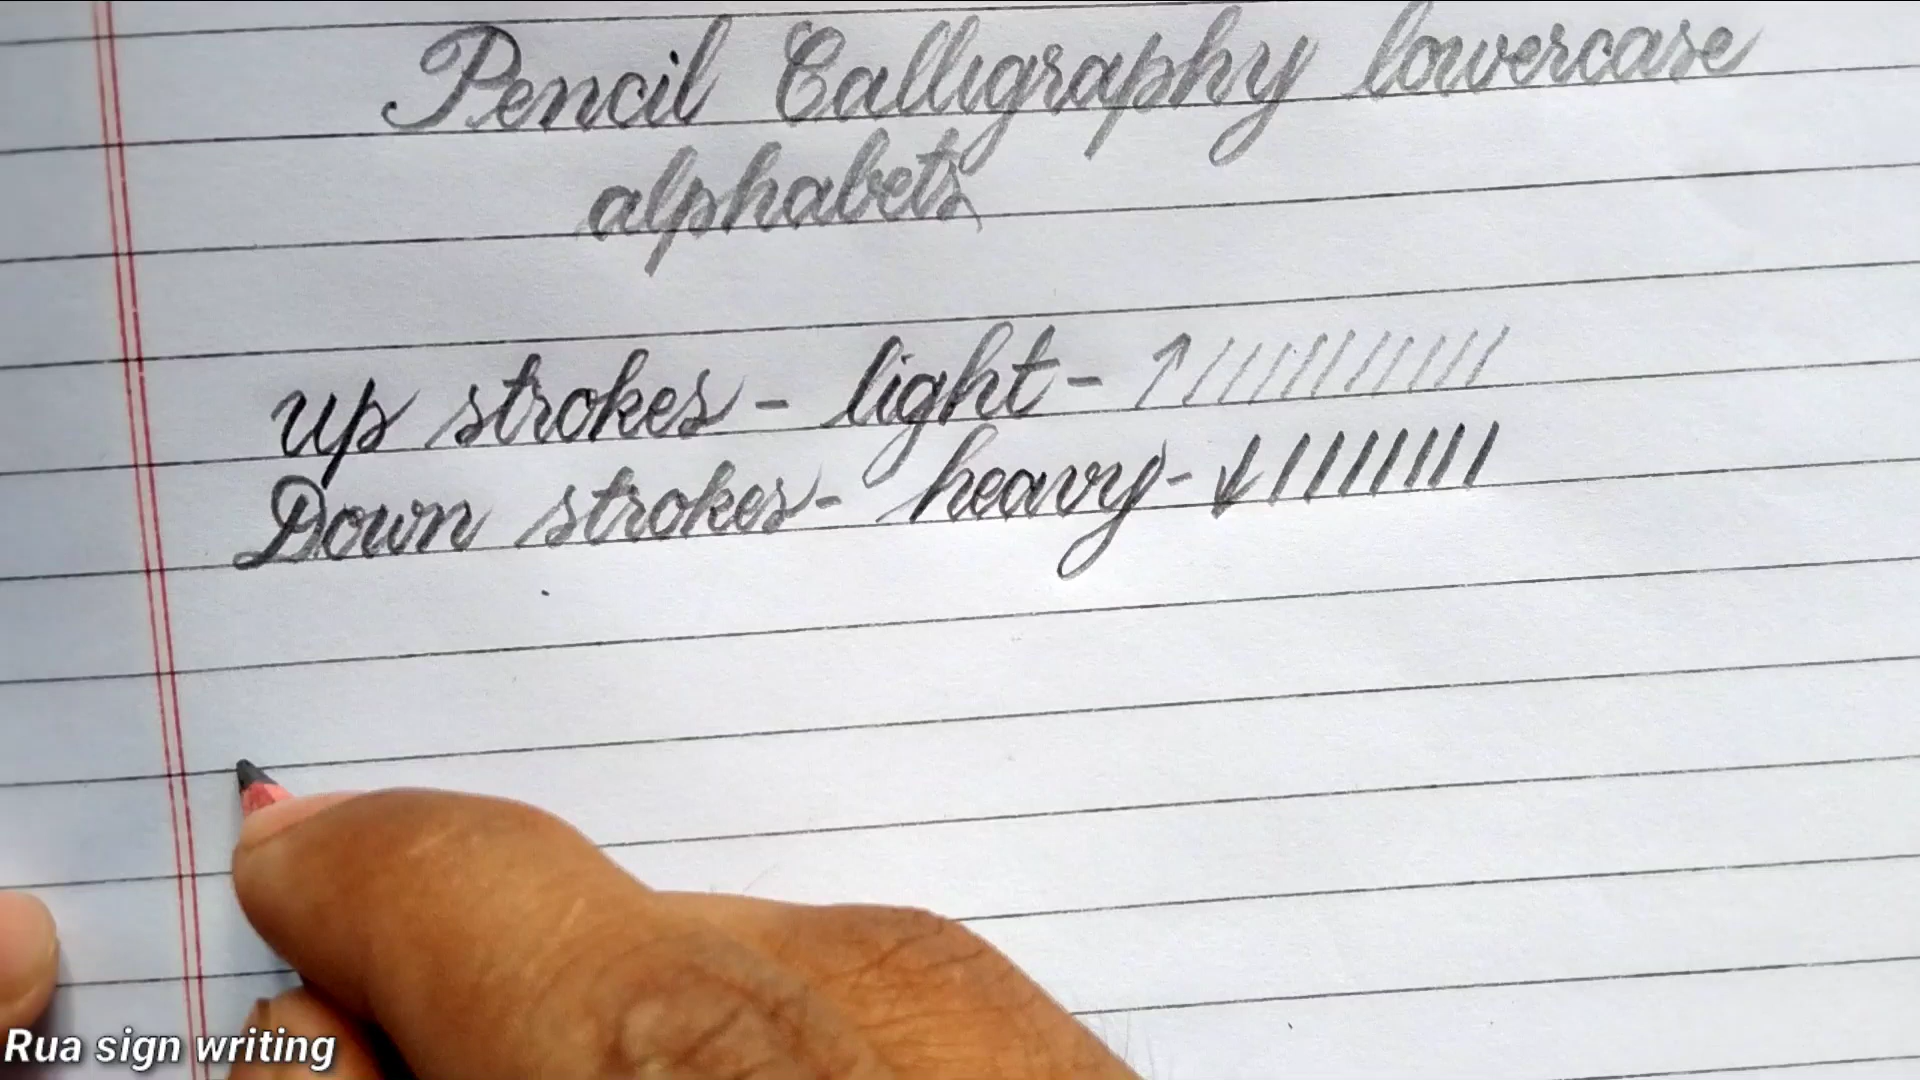 Pencil Calligraphy lowercase
alphabets
up strokes - light - ↑///////////
Down strokes - heavy - ↓////////
Rua sign writing